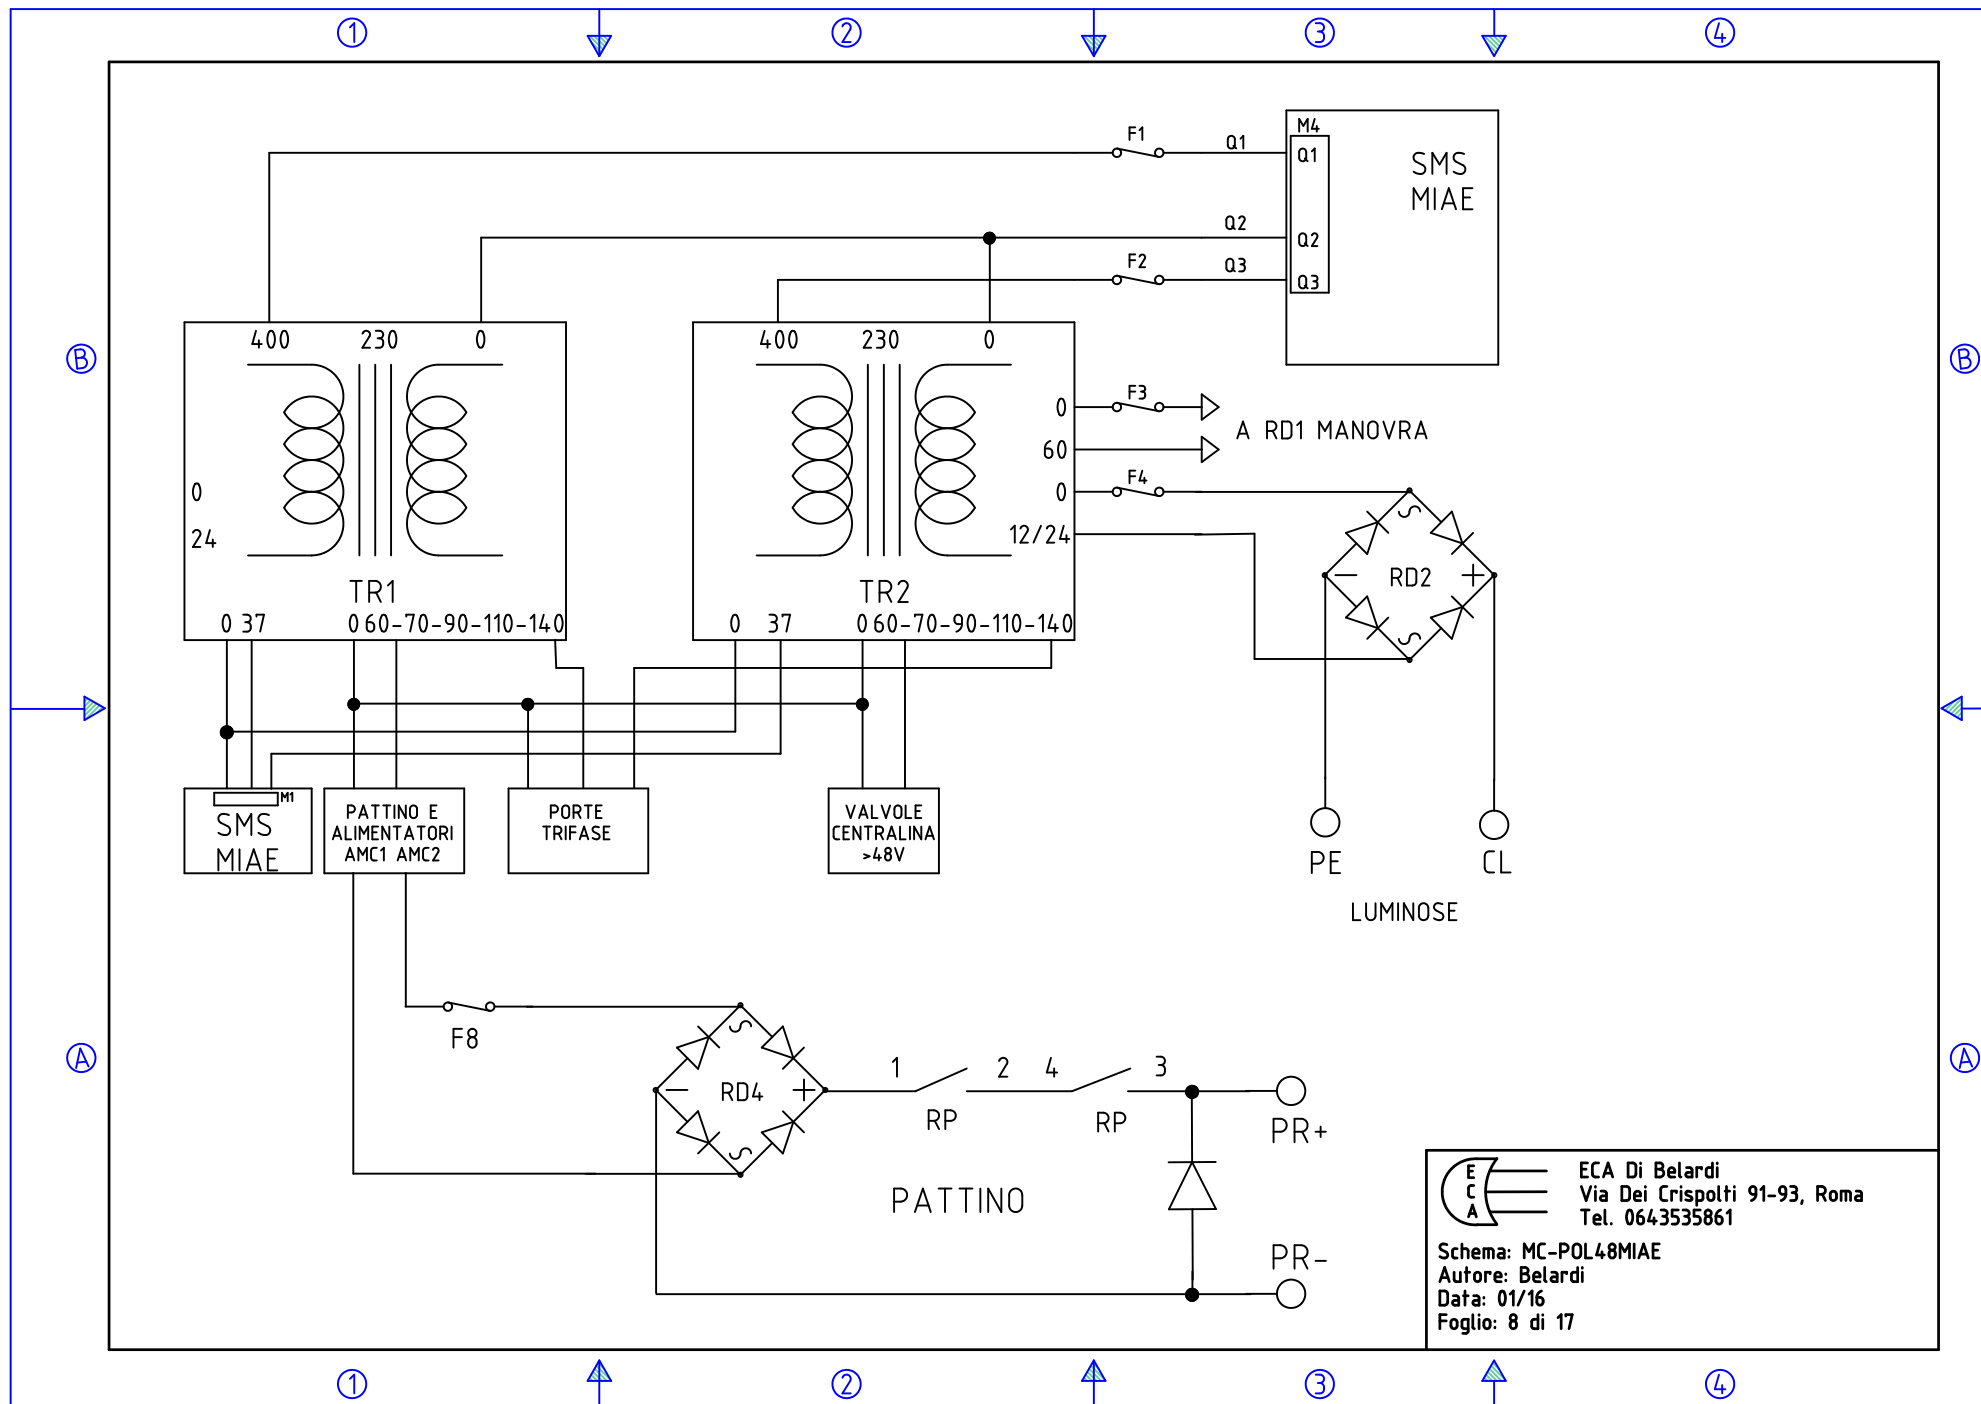 1 2 3 4
F1 Q1 M4
Q1 SMS
MIAE
Q2
Q2
F2 Q3
Q3
B B
400 230 0
400 230 0
0 F3
A RD1 MANOVRA
60
0 F4
0
24
12/24
RD2
- +
S
S
TR1
TR2
0 37 0 60-70-90-110-140
0 37 0 60-70-90-110-140
M1
SMS
MIAE
PATTINO E
ALIMENTATORI
AMC1 AMC2
PORTE
TRIFASE
VALVOLE
CENTRALINA
>48V
PE CL
LUMINOSE
F8
A A
S
- RD4 +
S
1 2 4 3
RP RP
PR+
PATTINO
PR-
E
C
A
ECA Di Belardi
Via Dei Crispolti 91-93, Roma
Tel. 0643535861
Schema: MC-POL48MIAE
Autore: Belardi
Data: 01/16
Foglio: 8 di 17
1 2 3 4